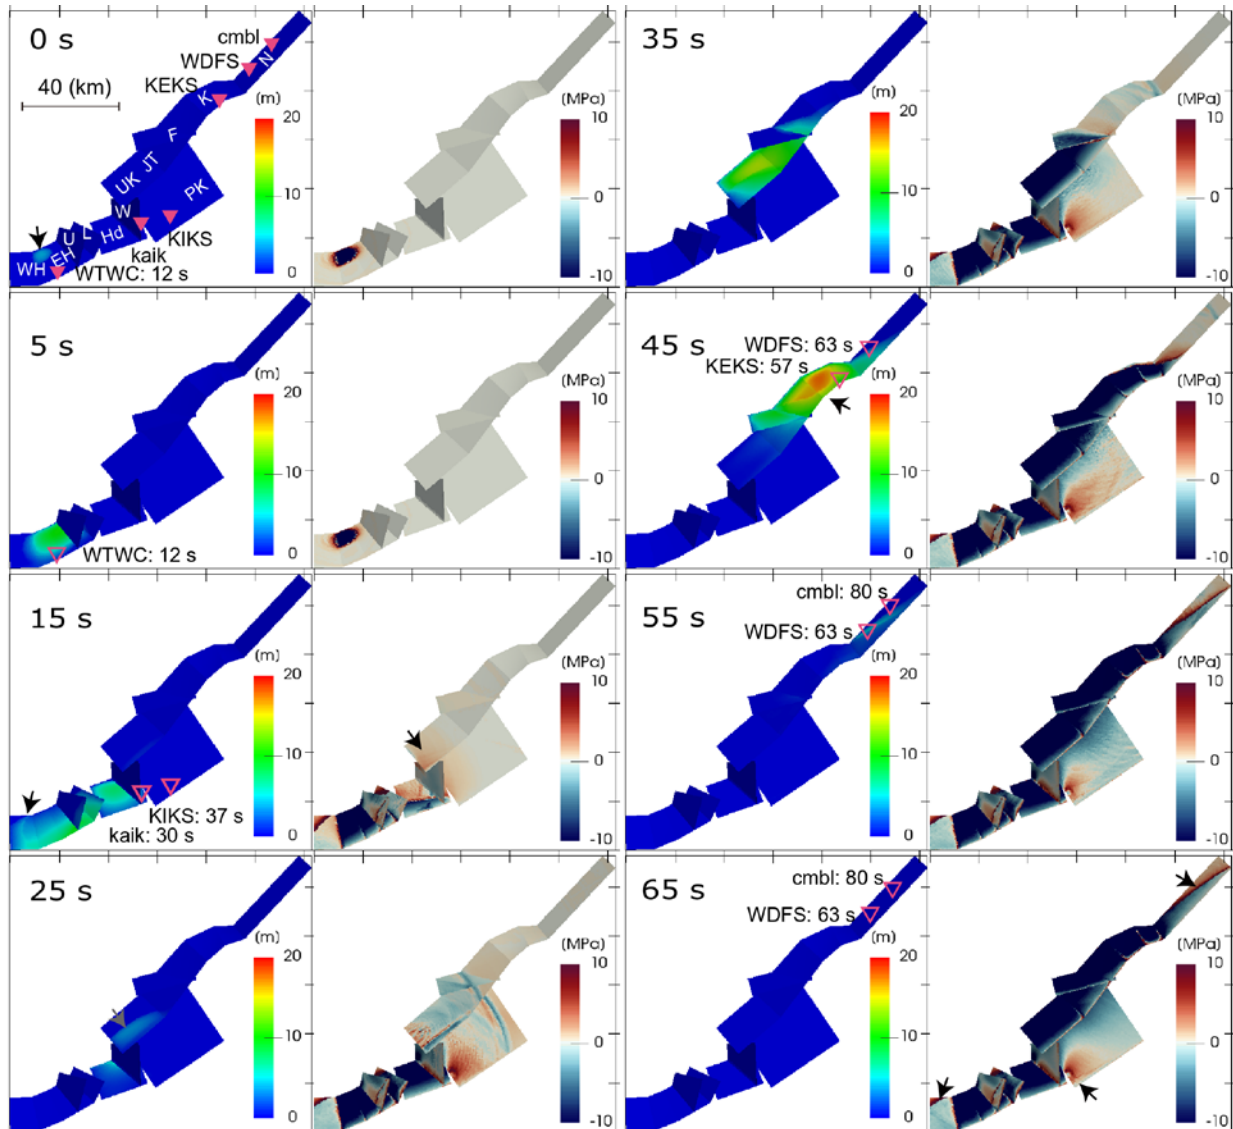 0 s
40 (km)
cmbl
WDFS
KEKS
N
K
F
JT
UK
PK
W
U
L
Hd
WH
EH
KIKS
kaik
WTWC: 12 s
(m)
20
10
0
(MPa)
10
0
-10
35 s
(m)
20
10
0
(MPa)
10
0
-10
5 s
WTWC: 12 s
(m)
20
10
0
(MPa)
10
0
-10
45 s
WDFS: 63 s
KEKS: 57 s
(m)
20
10
0
(MPa)
10
0
-10
15 s
KIKS: 37 s
kaik: 30 s
(m)
20
10
0
(MPa)
10
0
-10
55 s
cmbl: 80 s
WDFS: 63 s
(m)
20
10
0
(MPa)
10
0
-10
25 s
(m)
20
10
0
(MPa)
10
0
-10
65 s
cmbl: 80 s
WDFS: 63 s
(m)
20
10
0
(MPa)
10
0
-10